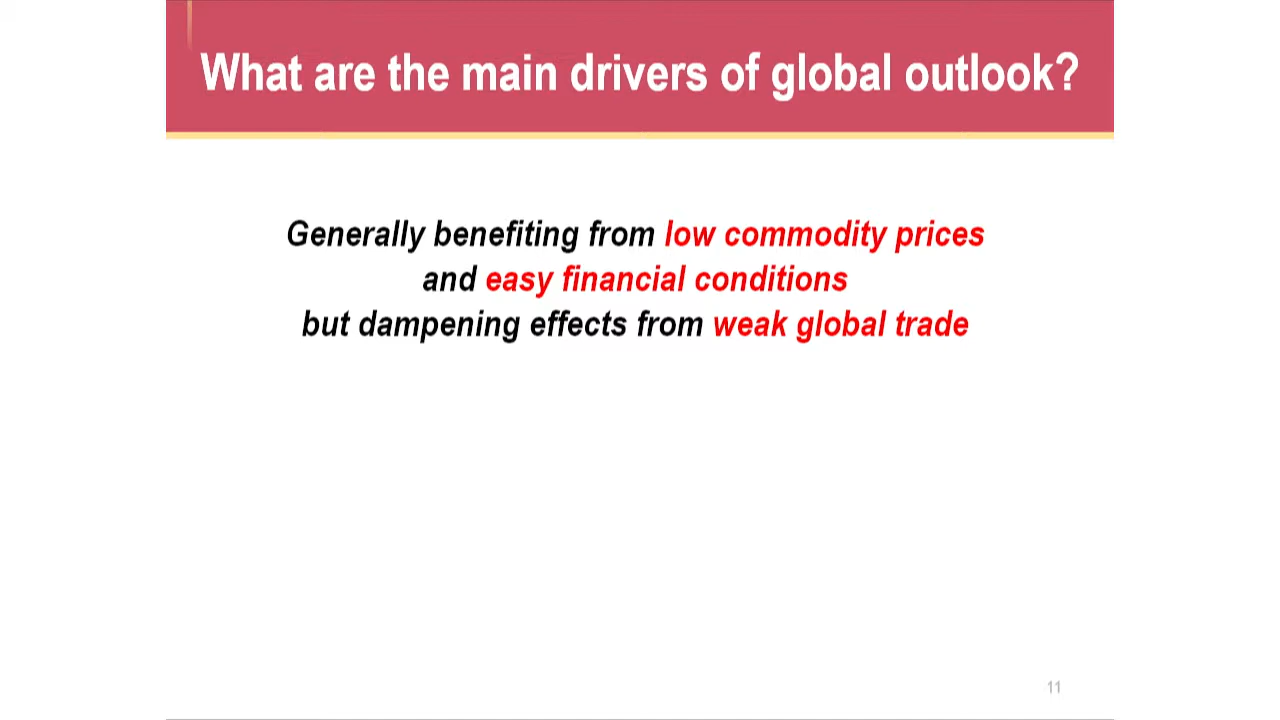 What are the main drivers of global outlook?
Generally benefiting from low commodity prices
and easy financial conditions
but dampening effects from weak global trade
11